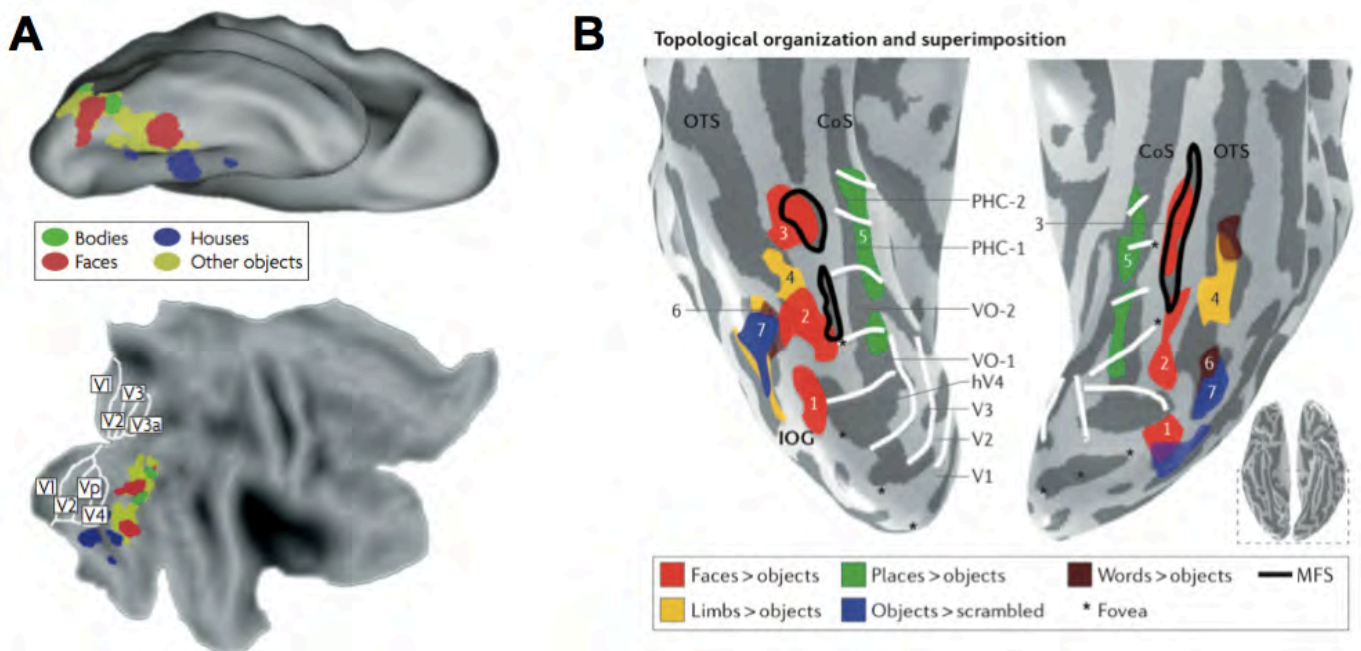 A
Bodies
Houses
Faces
Other objects
V1
V3
V2
V3a
V1
Vp
V2
V4
B
Topological organization and superimposition
OTS
CoS
CoS
OTS
PHC-2
3
3
5
PHC-1
5
4
4
6
VO-2
7
2
VO-1
2
6
hV4
7
1
V3
1
IOG
V2
V1
Faces > objects
Places > objects
Words > objects
MFS
Limbs > objects
Objects > scrambled
* Fovea